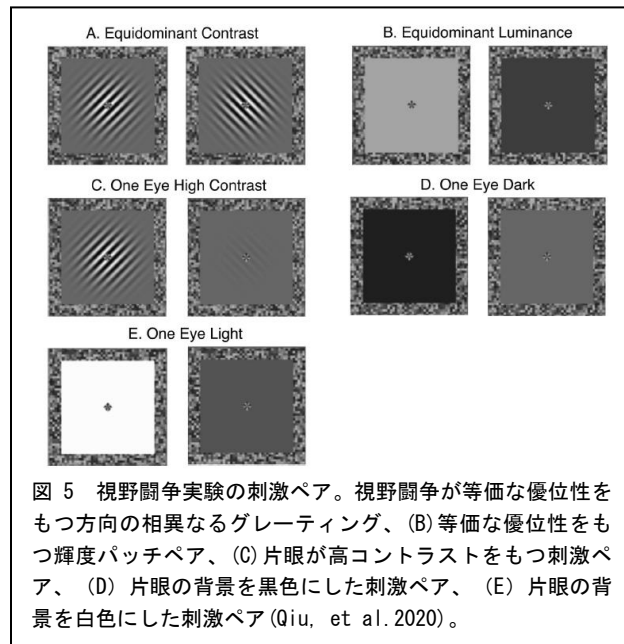 A. Equidominant Contrast
B. Equidominant Luminance
C. One Eye High Contrast
D. One Eye Dark
E. One Eye Light
図 5 視野闘争実験の刺激ペア。視野闘争が等価な優位性を
もつ方向の相異なるグレーティング、(B)等価な優位性をも
つ輝度パッチペア、(C)片眼が高コントラストをもつ刺激ペ
ア、 (D) 片眼の背景を黒色にした刺激ペア、 (E) 片眼の背
景を白色にした刺激ペア(Qiu, et al.2020)。